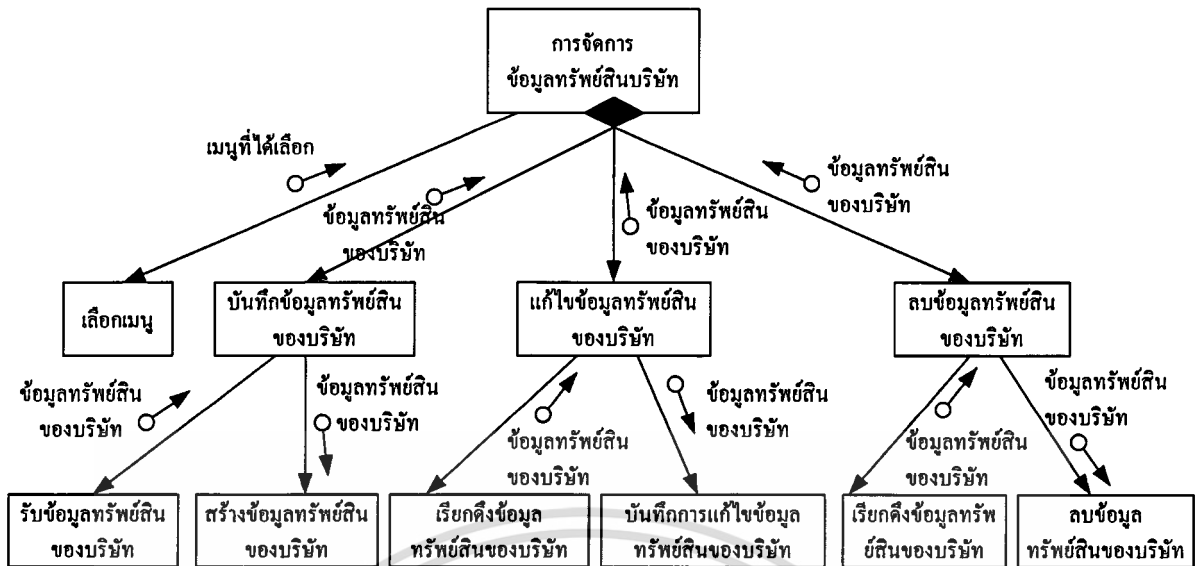 การจัดการ
ข้อมูลทรัพย์สินบริษัท
เมนูที่ได้เลือก
ข้อมูลทรัพย์สิน
ของบริษัท
ข้อมูลทรัพย์สิน
ของบริษัท
ข้อมูลทรัพย์สิน
ของบริษัท
เลือกเมนู
บันทึกข้อมูลทรัพย์สิน
ของบริษัท
แก้ไขข้อมูลทรัพย์สิน
ของบริษัท
ลบข้อมูลทรัพย์สิน
ของบริษัท
ข้อมูลทรัพย์สิน
ของบริษัท
ข้อมูลทรัพย์สิน
ของบริษัท
ข้อมูลทรัพย์สิน
ของบริษัท
ข้อมูลทรัพย์สิน
ของบริษัท
ข้อมูลทรัพย์สิน
ของบริษัท
ข้อมูลทรัพย์สิน
ของบริษัท
รับข้อมูลทรัพย์สิน
ของบริษัท
สร้างข้อมูลทรัพย์สิน
ของบริษัท
เรียกดึงข้อมูล
ทรัพย์สินของบริษัท
บันทึกการแก้ไขข้อมูล
ทรัพย์สินของบริษัท
เรียกดึงข้อมูลทรัพ
ย์สินของบริษัท
ลบข้อมูล
ทรัพย์สินของบริษัท